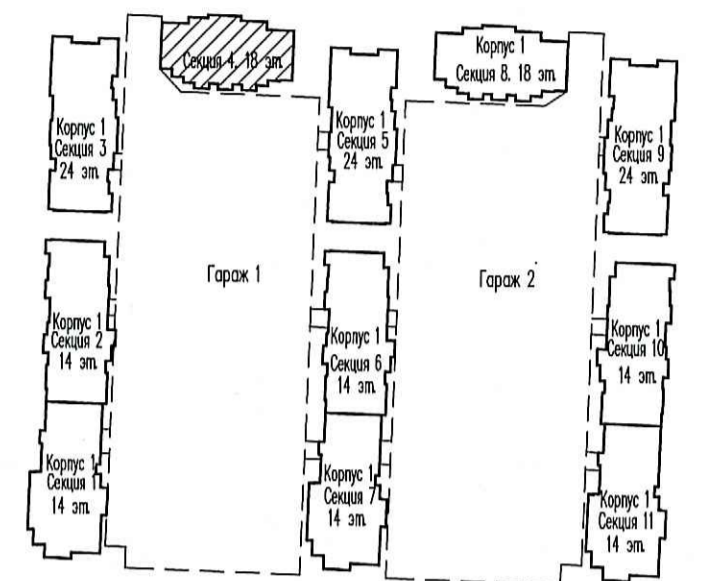 Секция 4. 18 эт.
Корпус 1
Секция 8. 18 эт.
Корпус 1
Секция 3
24 эт.
Корпус 1
Секция 5
24 эт.
Корпус 1
Секция 9
24 эт.
Гараж 1
Гараж 2
Корпус 1
Секция 2
14 эт.
Корпус 1
Секция 6
14 эт.
Корпус 1
Секция 10
14 эт.
Корпус 1
Секция 1
14 эт.
Корпус 1
Секция 7
14 эт.
Корпус 1
Секция 11
14 эт.